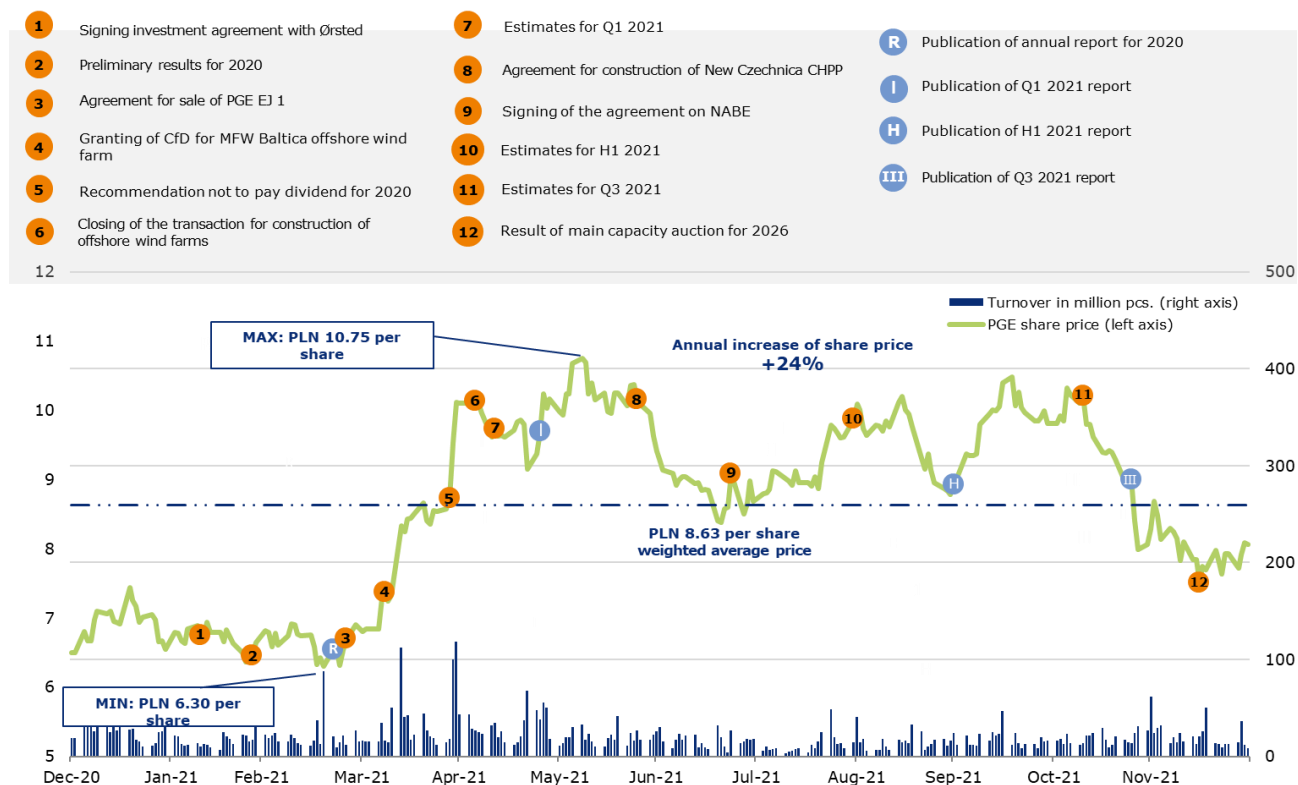 1 Signing investment agreement with Ørsted
2 Preliminary results for 2020
3 Agreement for sale of PGE EJ 1
4 Granting of CfD for MFW Baltica offshore wind
farm
5 Recommendation not to pay dividend for 2020
6 Closing of the transaction for construction of
offshore wind farms
7 Estimates for Q1 2021
8 Agreement for construction of New Czechnica CHPP
9 Signing of the agreement on NABE
10 Estimates for H1 2021
11 Estimates for Q3 2021
12 Result of main capacity auction for 2026
R Publication of annual report for 2020
I Publication of Q1 2021 report
H Publication of H1 2021 report
III Publication of Q3 2021 report
12
11
10
9
8
7
6
5
500
400
300
200
100
0
Turnover in million pcs. (right axis)
PGE share price (left axis)
MAX: PLN 10.75 per
share
Annual increase of share price
+24%
PLN 8.63 per share
weighted average price
MIN: PLN 6.30 per
share
1
2
R
3
4
5
6
7
I
8
9
10
H
11
III
12
Dec-20 Jan-21 Feb-21 Mar-21 Apr-21 May-21 Jun-21 Jul-21 Aug-21 Sep-21 Oct-21 Nov-21